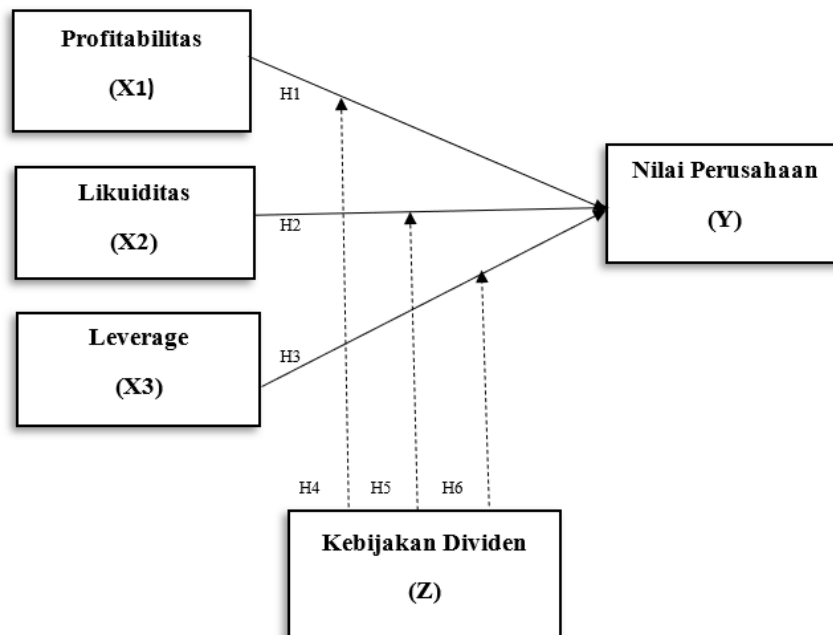 Profitabilitas
(X1)
H1
Nilai Perusahaan
(Y)
Likuiditas
(X2)
H2
Leverage
(X3)
H3
H4 H5 H6
Kebijakan Dividen
(Z)